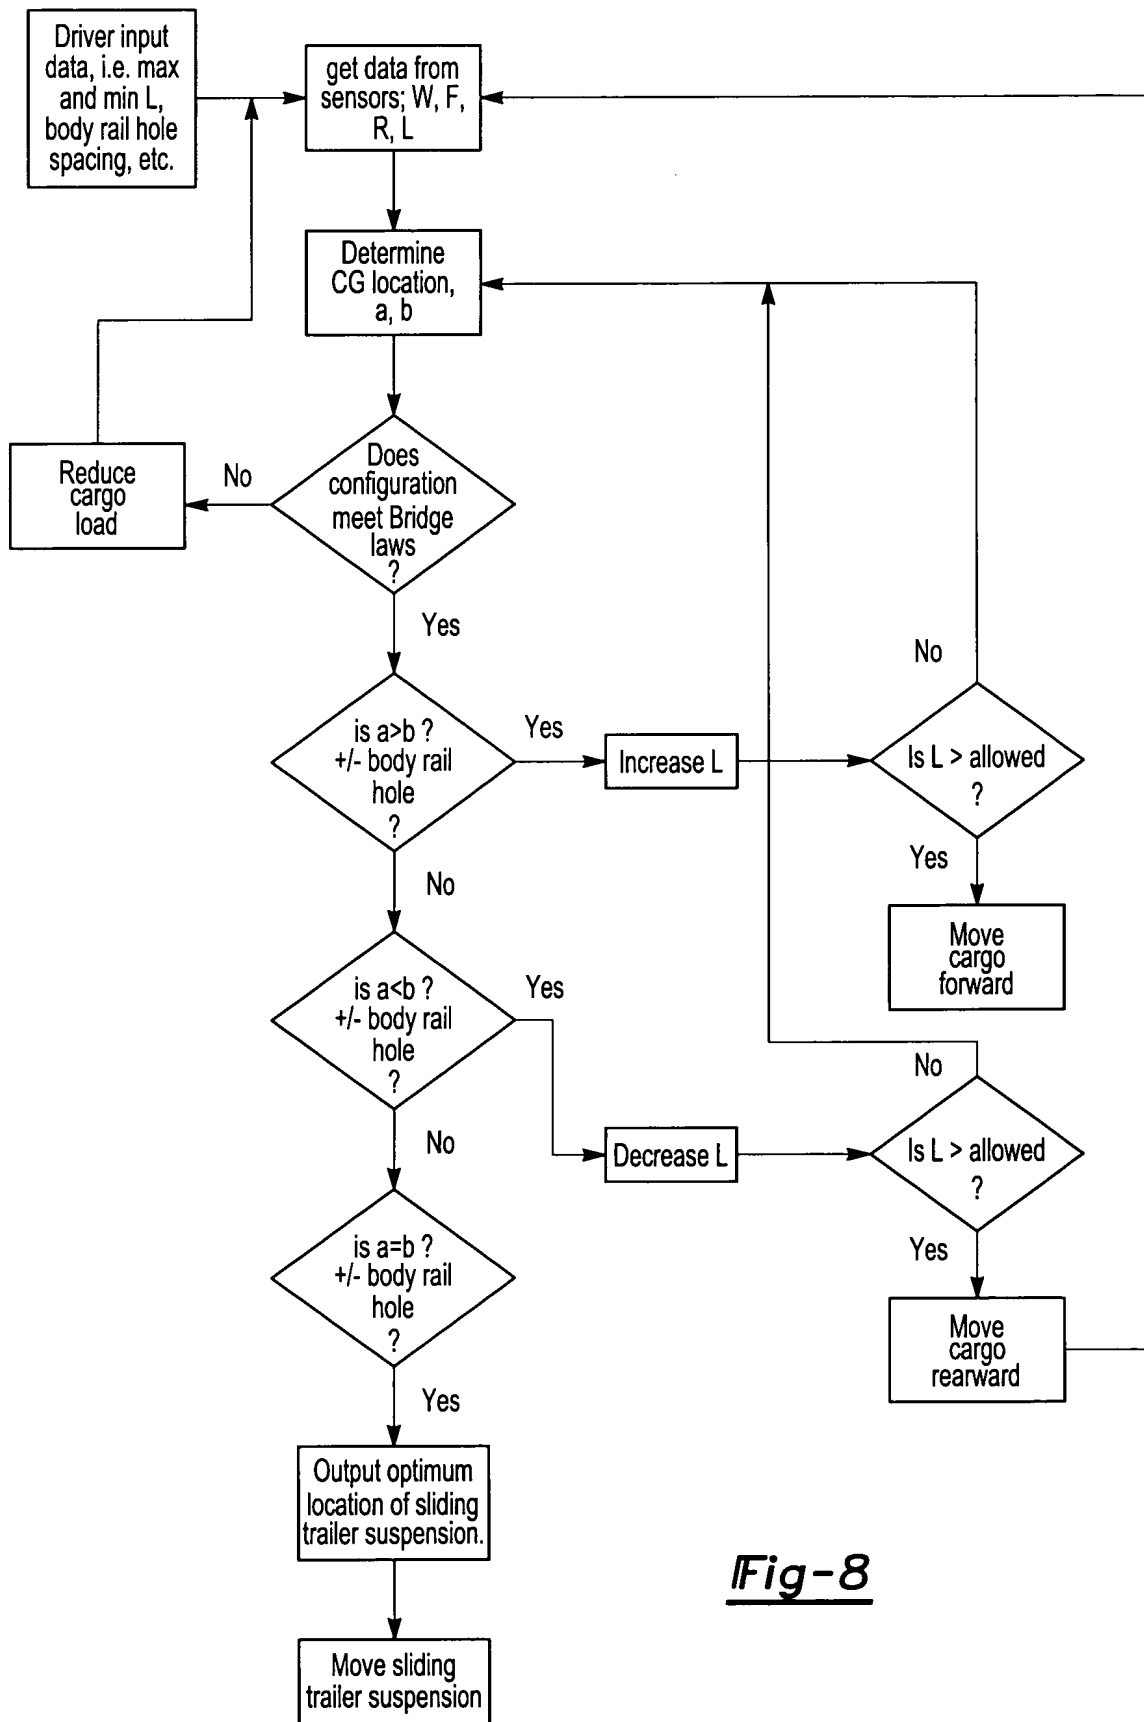 Driver input
data, i.e. max
and min L,
body rail hole
spacing, etc.
get data from
sensors; W, F,
R, L
Determine
CG location,
a, b
Does
configuration
meet Bridge
laws
?
No
Reduce
cargo
load
Yes
is a>b ?
+/- body rail
hole
?
Yes
Increase L
Is L > allowed
?
No
Yes
Move
cargo
forward
No
is a<b ?
+/- body rail
hole
?
Yes
Decrease L
Is L > allowed
?
No
Yes
Move
cargo
rearward
No
is a=b ?
+/- body rail
hole
?
Yes
Output optimum
location of sliding
trailer suspension.
Move sliding
trailer suspension
Fig-8